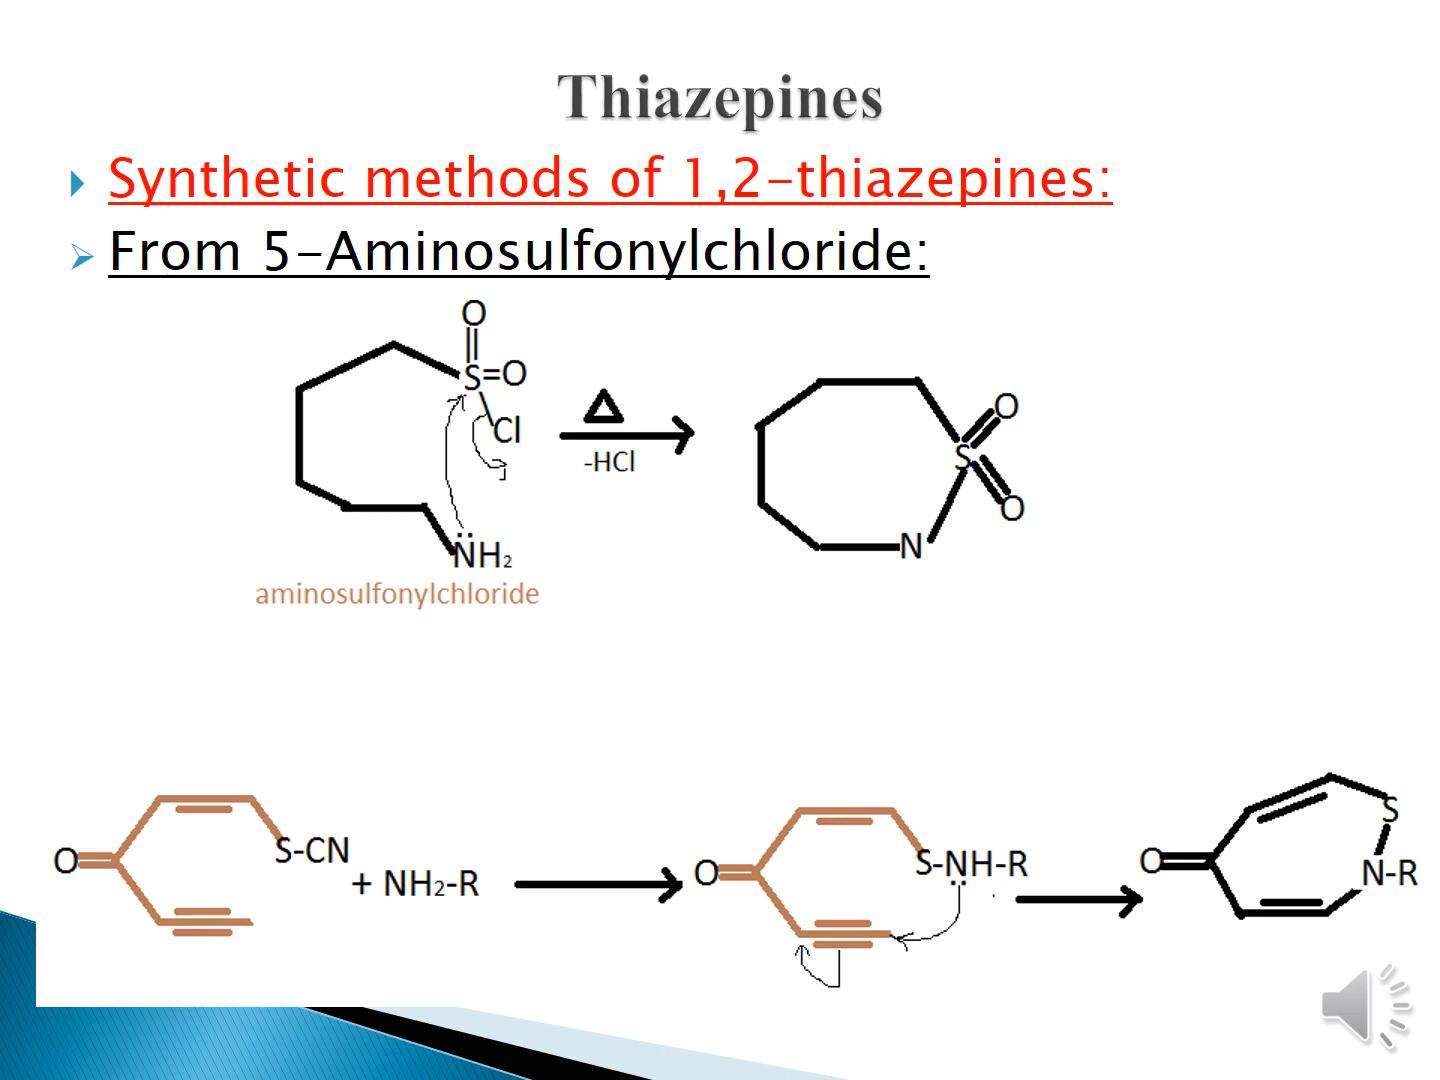 Thiazepines
Synthetic methods of 1,2-thiazepines:
From 5-Aminosulfonylchloride:
O
S=O
Cl
NH2
aminosulfonylchloride
-HCl
O
S
O
N
O
S-CN
+ NH2-R
O
S-NH-R
O
S
N-R